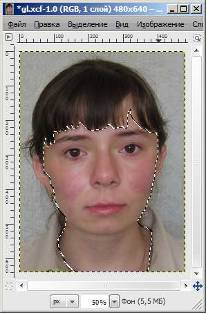 *gl.xcf-1.0 (RGB, 1 слой) 480x640 –
Файл Правка Выделение Вид Изображение Сл
px 50% Фон (5,5 МБ)